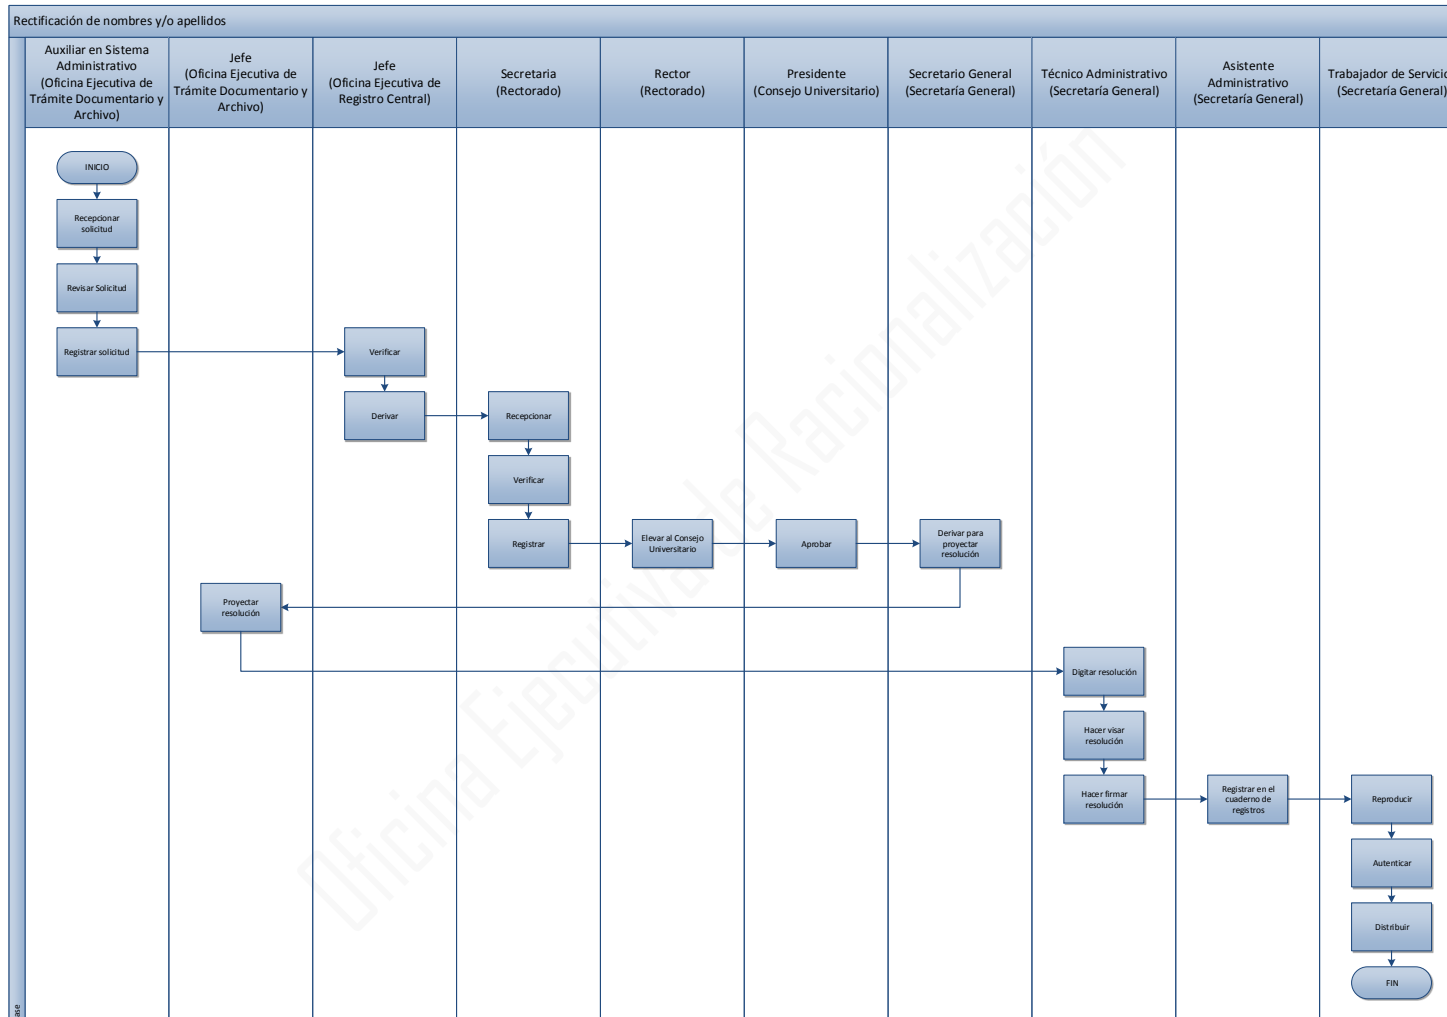 Rectificación de nombres y/o apellidos
Auxiliar en Sistema
Administrativo
(Oficina Ejecutiva de
Trámite Documentario y
Archivo)
Jefe
(Oficina Ejecutiva de
Trámite Documentario y
Archivo)
Jefe
(Oficina Ejecutiva de
Registro Central)
Secretaria
(Rectorado)
Rector
(Rectorado)
Presidente
(Consejo Universitario)
Secretario General
(Secretaría General)
Técnico Administrativo
(Secretaría General)
Asistente
Administrativo
(Secretaría General)
Trabajador de Servicio
(Secretaría General)
INICIO
Recepcionar
solicitud
Revisar Solicitud
Registrar solicitud
Verificar
Derivar
Recepcionar
Verificar
Registrar
Elevar al Consejo
Universitario
Aprobar
Derivar para
proyectar
resolución
Proyectar
resolución
Digitar resolución
Hacer visar
resolución
Hacer firmar
resolución
Registrar en el
cuaderno de
registros
Reproducir
Autenticar
Distribuir
FIN
Oficina Ejecutiva de Racionalización